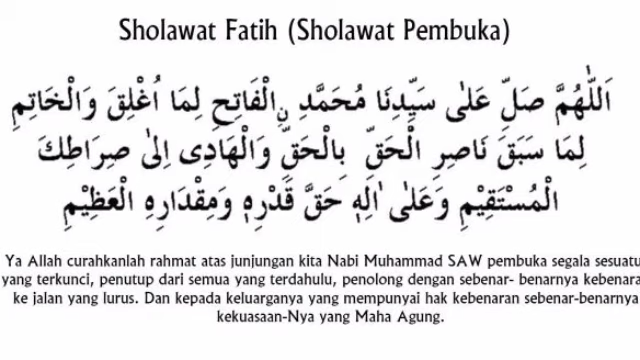 Sholawat Fatih (Sholawat Pembuka)
اَللّٰهُمَّ صَلِّ عَلٰى سَيِّدِنَا مُحَمَّدِ نِ الْفَاتِحِ لِمَا اُغْلِقَ وَالْخَاتِمِ
لِمَا سَبَقَ نَاصِرِ الْحَقِّ بِالْحَقِّ وَالْهَادِى اِلٰى صِرَاطِكَ
الْمُسْتَقِيْمِ وَعَلٰى اٰلِهٖ حَقَّ قَدْرِهٖ وَمِقْدَارِهِ الْعَظِيْمِ
Ya Allah curahkanlah rahmat atas junjungan kita Nabi Muhammad SAW pembuka segala sesuatu
yang terkunci, penutup dari semua yang terdahulu, penolong dengan sebenar- benarnya kebenara
ke jalan yang lurus. Dan kepada keluarganya yang mempunyai hak kebenaran sebenar-benarnya
kekuasaan-Nya yang Maha Agung.